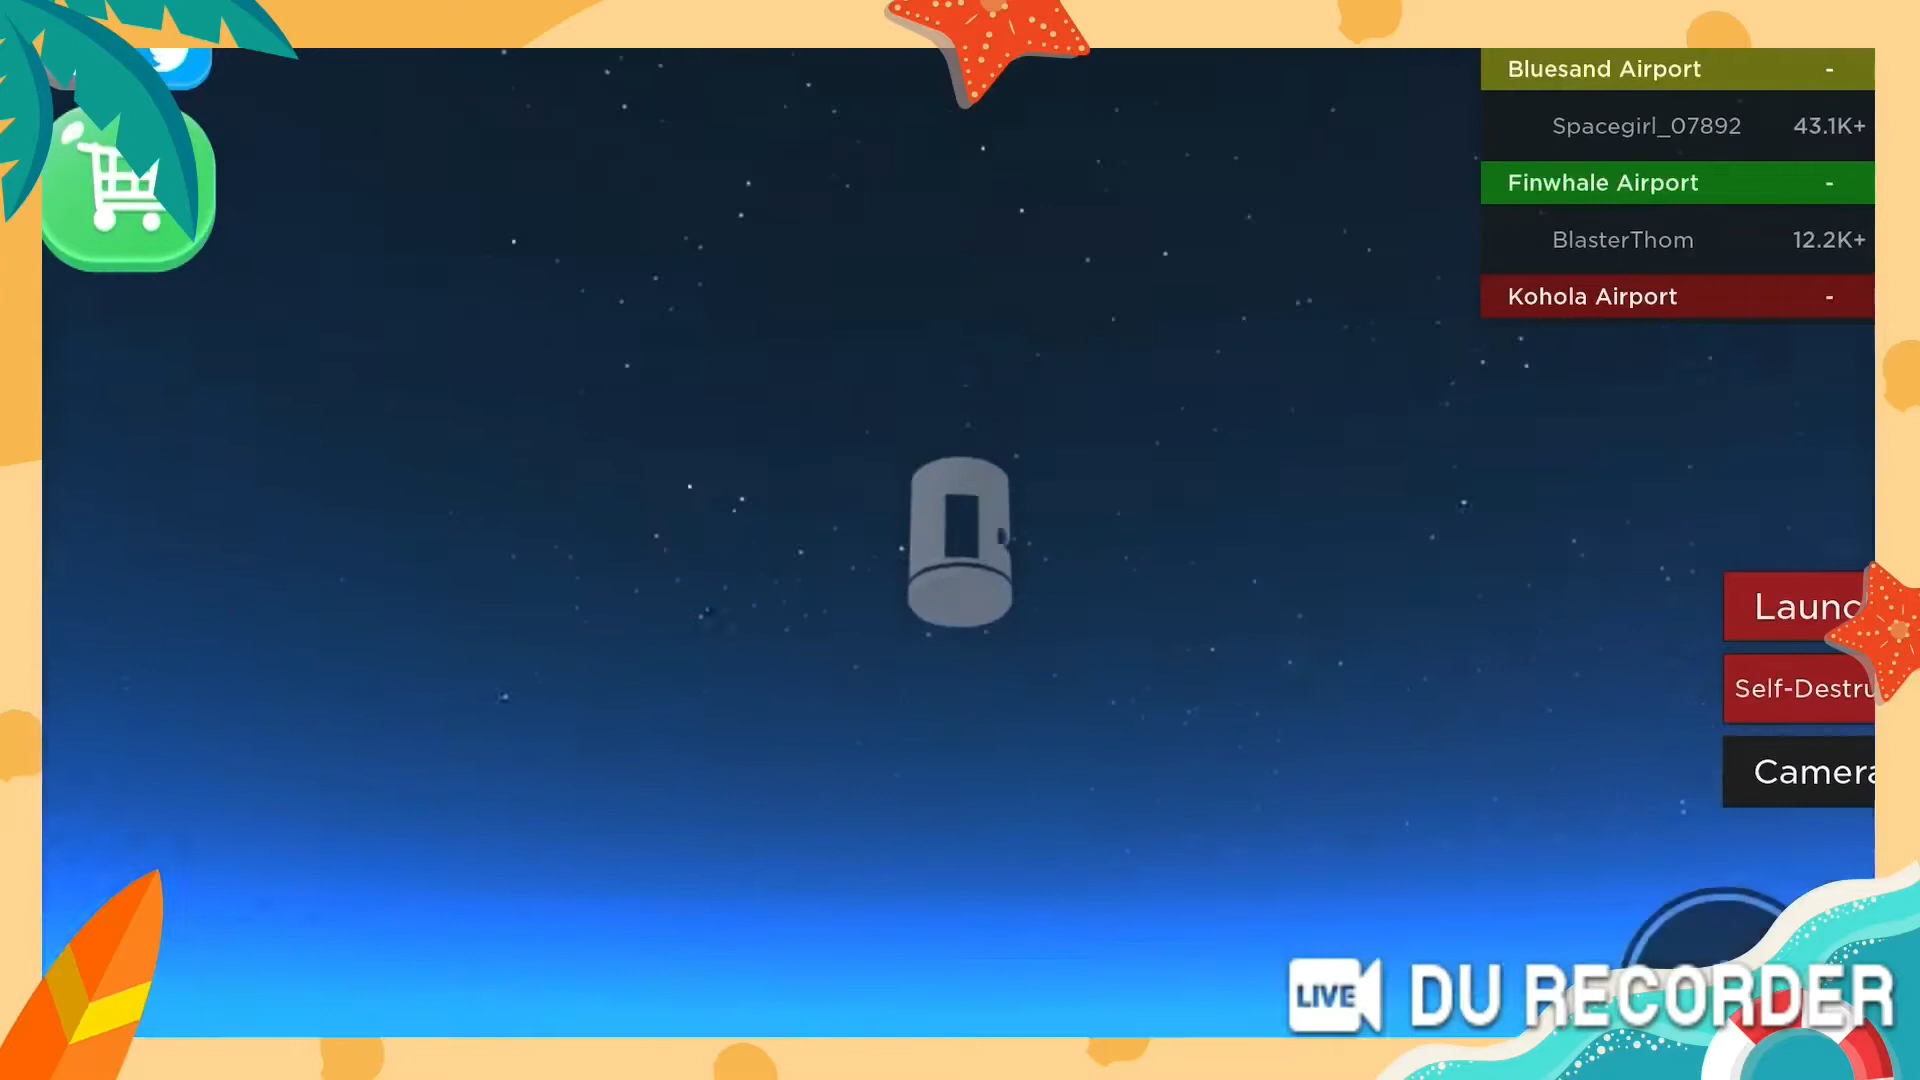 Bluesand Airport -
Spacegirl_07892 43.1K+
Finwhale Airport -
BlasterThom 12.2K+
Kohola Airport -
Launc
Self-Destru
Camera
LIVE DU RECORDER